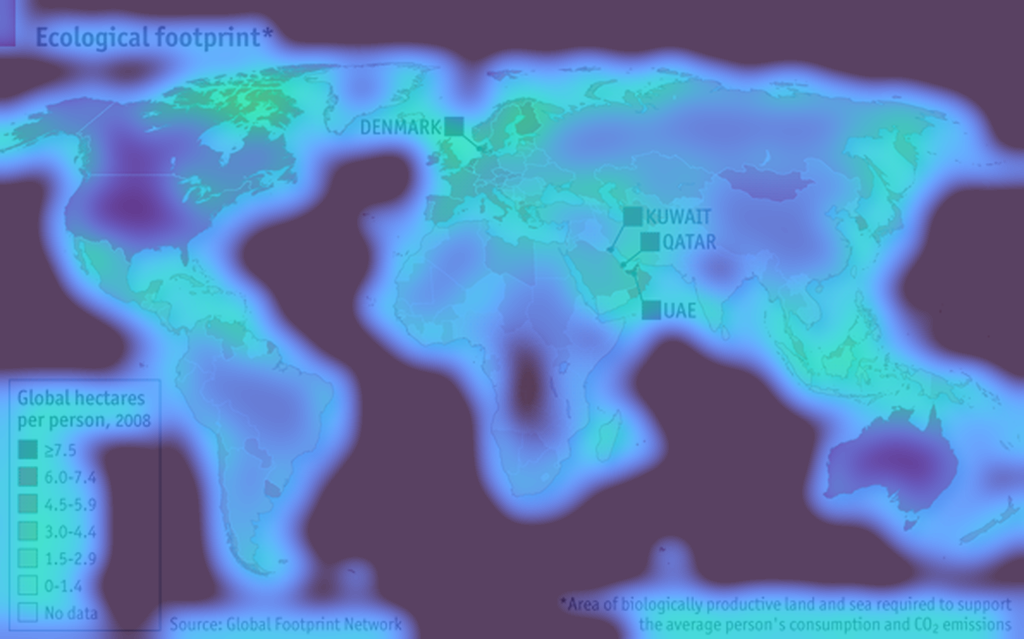 Ecological footprint*
DENMARK
KUWAIT
QATAR
UAE
Global hectares
per person, 2008
≥7.5
6.0-7.4
4.5-5.9
3.0-4.4
1.5-2.9
0-1.4
No data
Source: Global Footprint Network
*Area of biologically productive land and sea required to support
the average person's consumption and CO₂ emissions